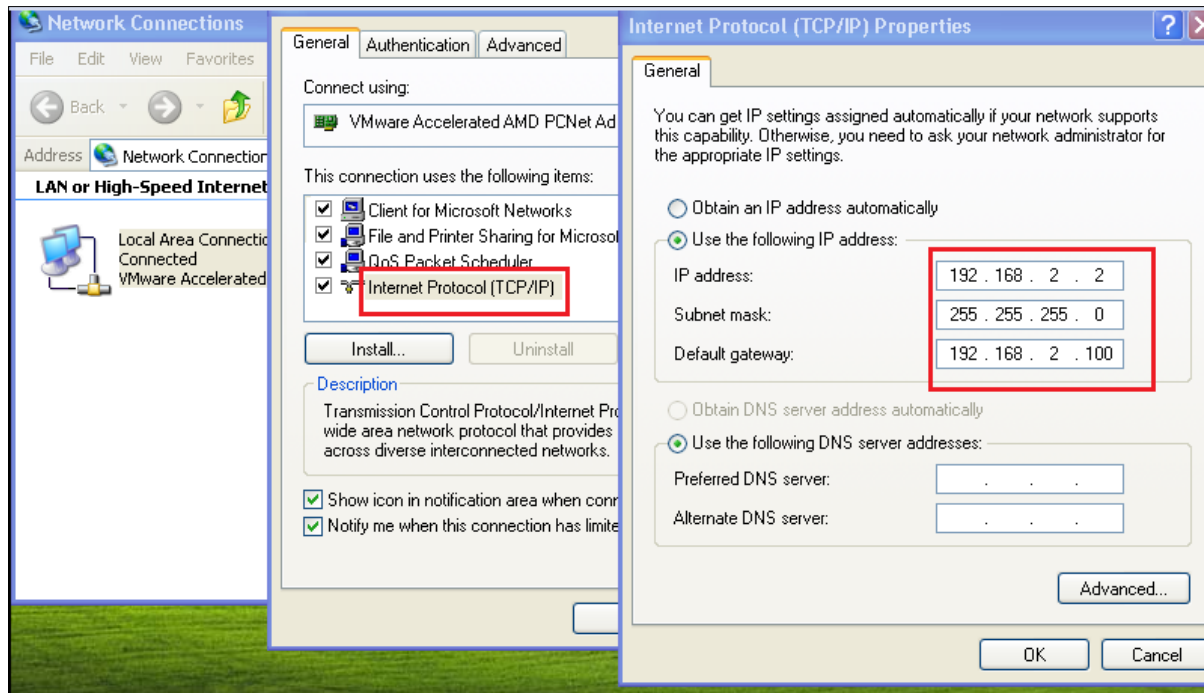 Network Connections
File Edit View Favorites
Back
Address Network Connection
LAN or High-Speed Internet
Local Area Connectio
Connected
VMware Accelerated
General Authentication Advanced
Connect using:
VMware Accelerated AMD PCNet Ad
This connection uses the following items:
Client for Microsoft Networks
File and Printer Sharing for Microsof
QoS Packet Scheduler
Internet Protocol (TCP/IP)
Install... Uninstall
Description
Transmission Control Protocol/Internet Pro
wide area network protocol that provides
across diverse interconnected networks.
Show icon in notification area when conn
Notify me when this connection has limite
Internet Protocol (TCP/IP) Properties
General
You can get IP settings assigned automatically if your network supports
this capability. Otherwise, you need to ask your network administrator for
the appropriate IP settings.
Obtain an IP address automatically
Use the following IP address:
IP address: 192 . 168 . 2 . 2
Subnet mask: 255 . 255 . 255 . 0
Default gateway: 192 . 168 . 2 . 100
Obtain DNS server address automatically
Use the following DNS server addresses:
Preferred DNS server: . . .
Alternate DNS server: . . .
Advanced...
OK Cancel